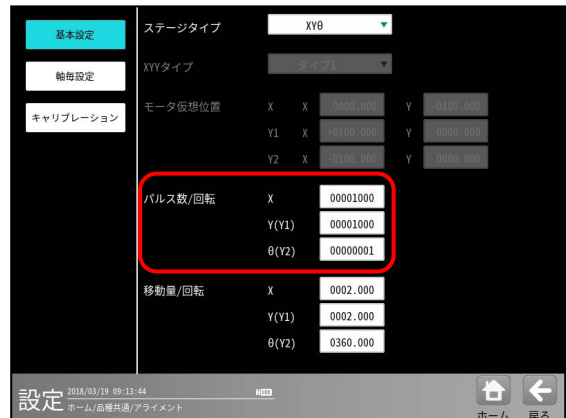 基本設定
軸毎設定
キャリブレーション
ステージタイプ XYθ
XYYタイプ タイプ1
モータ仮想位置 X X 0000.000 Y -0100.000
Y1 X +0100.000 Y 0000.000
Y2 X -0100.000 Y 0000.000
パルス数/回転 X 00001000
Y(Y1) 00001000
θ(Y2) 00000001
移動量/回転 X 0002.000
Y(Y1) 0002.000
θ(Y2) 0360.000
設定 2018/03/19 09:13:44
ホーム/品種共通/アライメント
ホーム 戻る